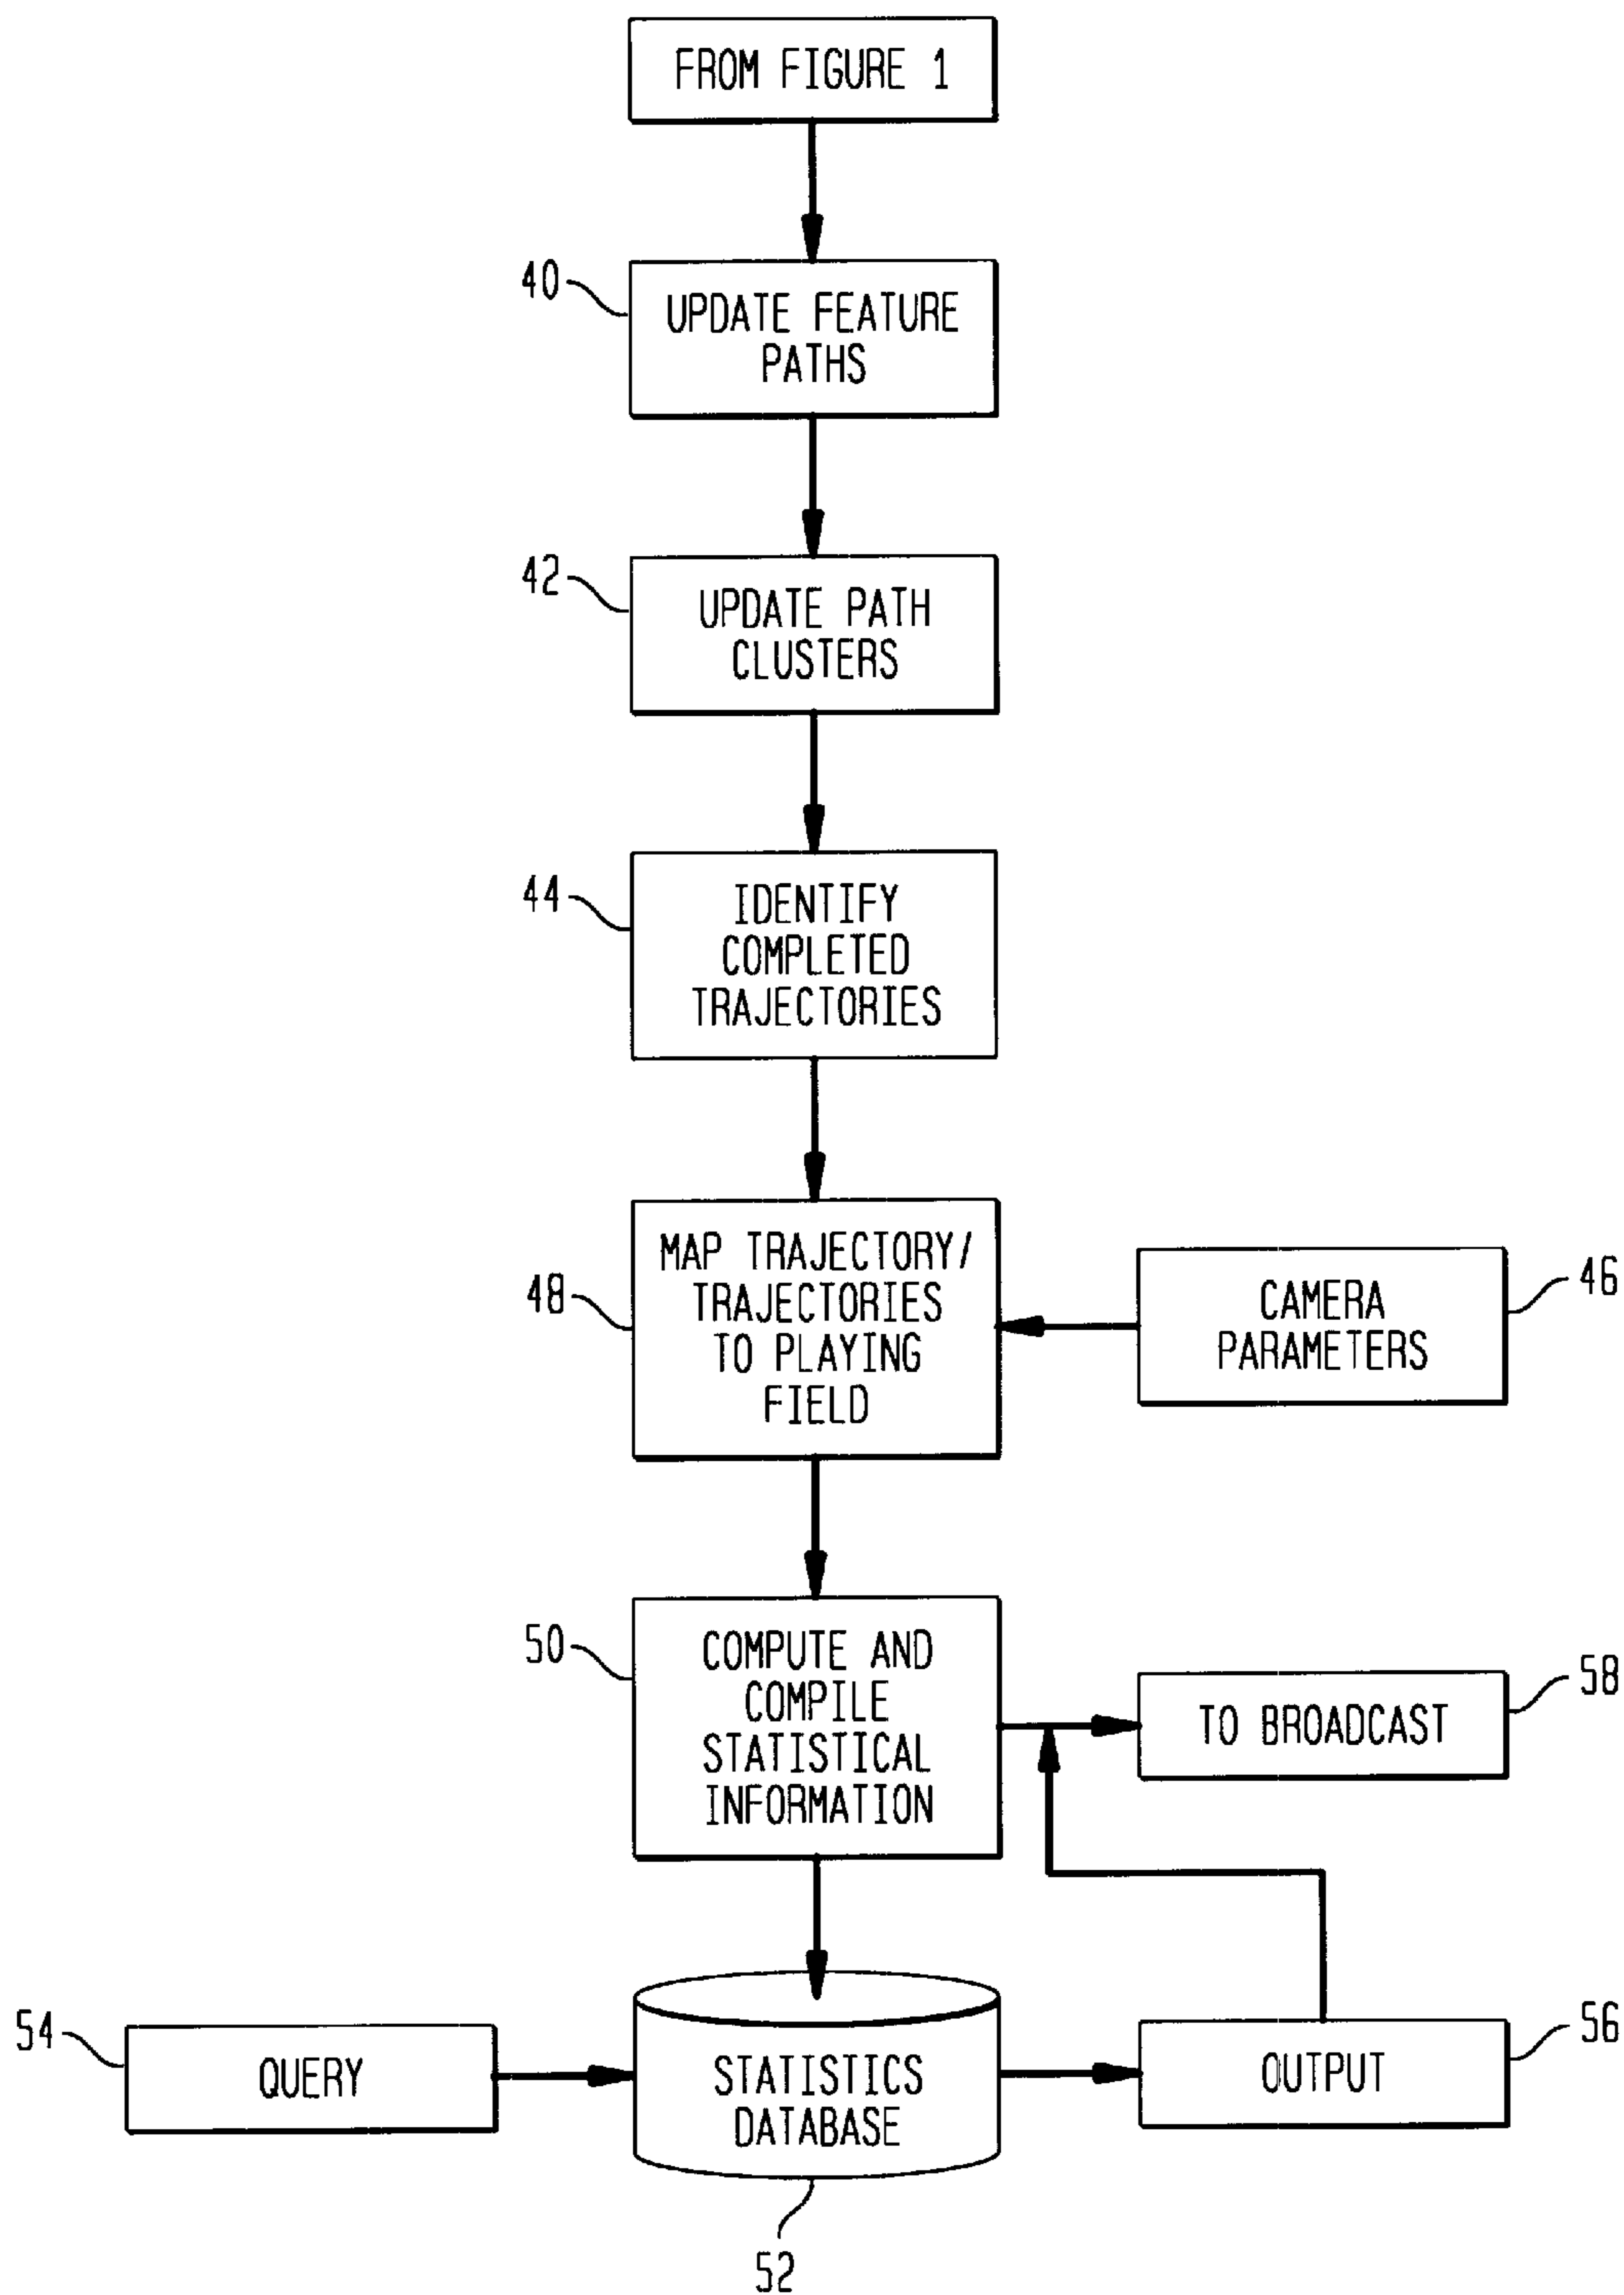 FROM FIGURE 1
40
UPDATE FEATURE
PATHS
42
UPDATE PATH
CLUSTERS
44
IDENTIFY
COMPLETED
TRAJECTORIES
48
MAP TRAJECTORY/
TRAJECTORIES
TO PLAYING
FIELD
46
CAMERA
PARAMETERS
50
COMPUTE AND
COMPILE
STATISTICAL
INFORMATION
58
TO BROADCAST
54
QUERY
STATISTICS
DATABASE
52
56
OUTPUT